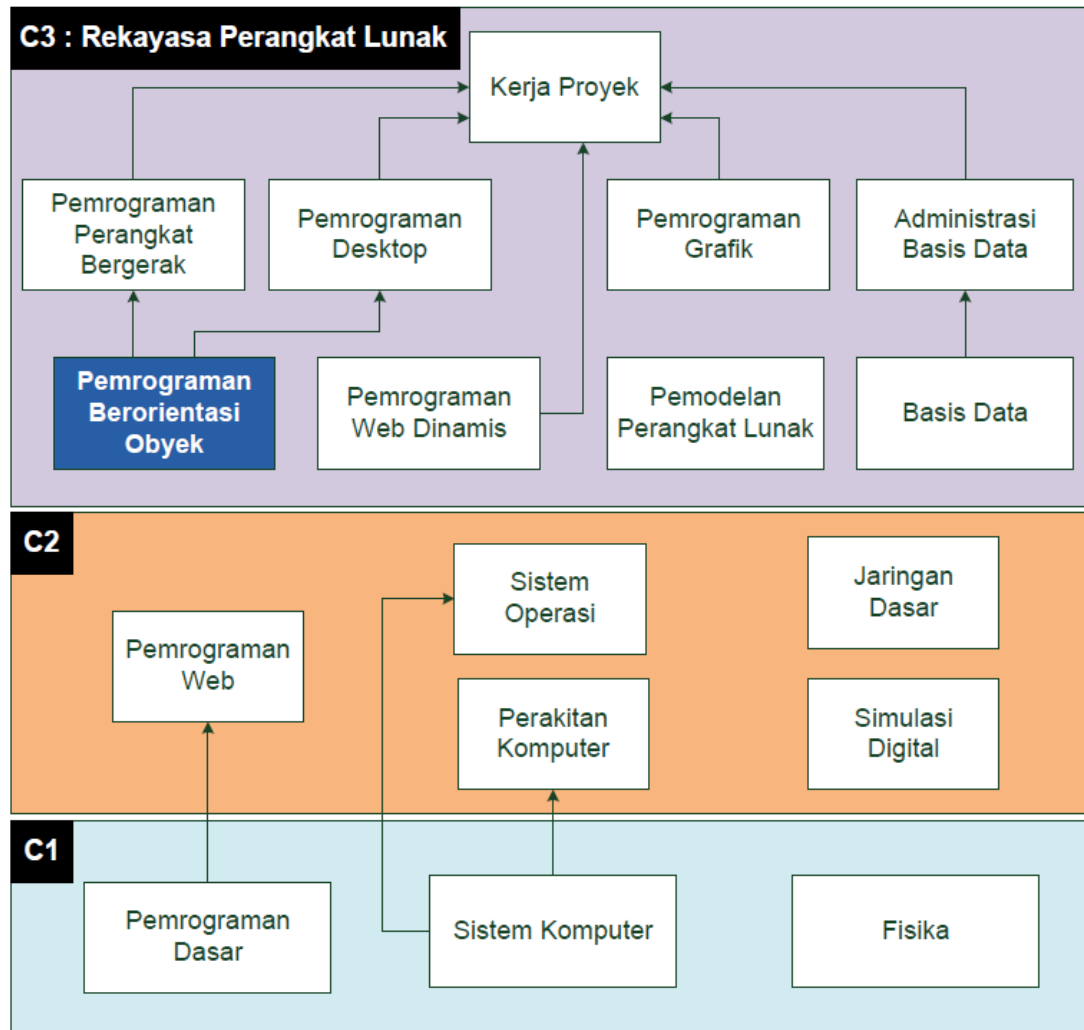 C3 : Rekayasa Perangkat Lunak
Kerja Proyek
Pemrograman
Perangkat
Bergerak
Pemrograman
Desktop
Pemrograman
Grafik
Administrasi
Basis Data
Pemrograman
Berorientasi
Obyek
Pemrograman
Web Dinamis
Pemodelan
Perangkat Lunak
Basis Data
C2
Sistem
Operasi
Jaringan
Dasar
Pemrograman
Web
Perakitan
Komputer
Simulasi
Digital
C1
Pemrograman
Dasar
Sistem Komputer
Fisika